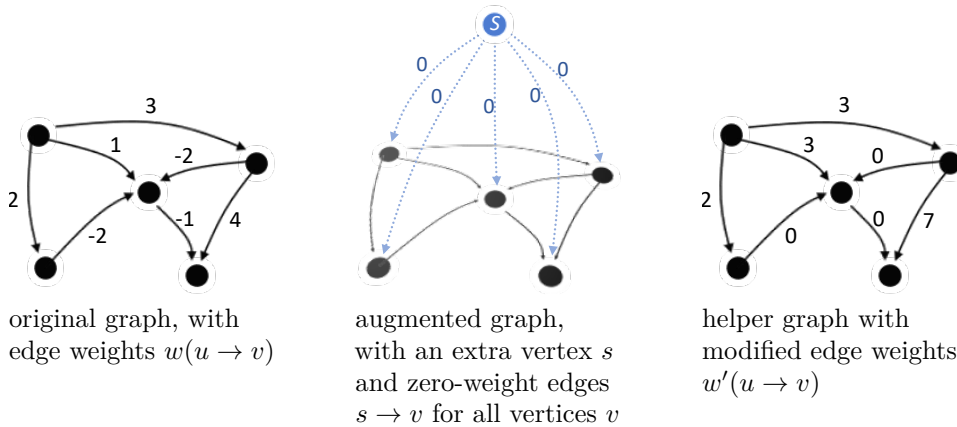 S
0
0
0
0
0
3
1
-2
2
-2
-1
4
3
3
0
2
0
0
7
original graph, with
edge weights w(u → v)
augmented graph,
with an extra vertex s
and zero-weight edges
s → v for all vertices v
helper graph with
modified edge weights
w′(u → v)